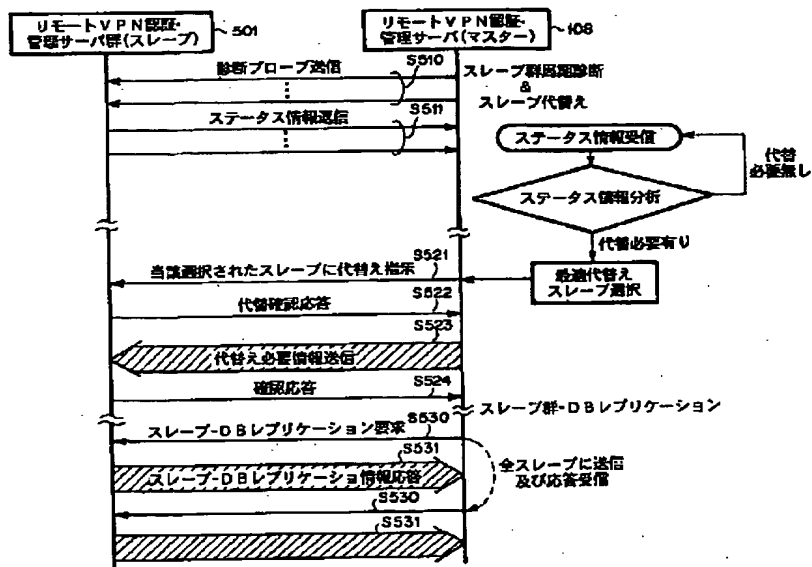 リモートVPN認証・
管理サーバ群(スレーブ)
501
リモートVPN認証・
管理サーバ(マスター)
108
診断プローブ送信
S510
スレーブ群周期診断
&
スレーブ代替え
ステータス情報返信
S511
ステータス情報受信
代替
必要無し
ステータス情報分析
代替必要有り
最適代替え
スレーブ選択
S521
当該選択されたスレーブに代替え指示
S522
代替確認応答
S523
代替え必要情報送信
S524
確認応答
スレーブ群・DBレプリケーション
S530
スレーブ-DBレプリケーション要求
S531
スレーブ-DBレプリケーショ情報応答
全スレーブに送信
及び応答受信
S530
S531